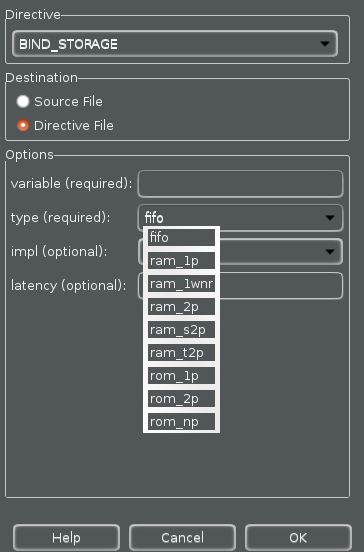 Directive
BIND_STORAGE
Destination
Source File
Directive File
Options
variable (required):
type (required): fifo
fifo
impl (optional):
ram_1p
latency (optional): ram_1wnr
ram_2p
ram_s2p
ram_t2p
rom_1p
rom_2p
rom_np
Help Cancel OK